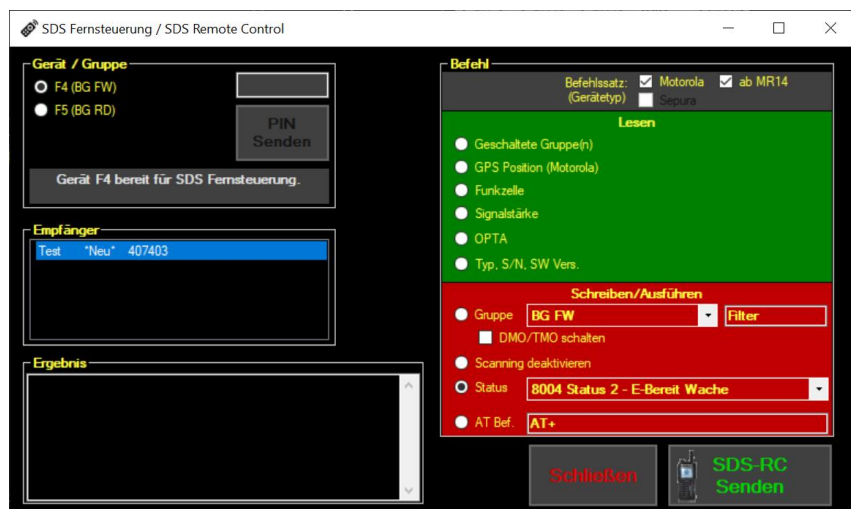 SDS Fernsteuerung / SDS Remote Control
Gerät / Gruppe
F4 (BG FW)
F5 (BG RD)
PIN
Senden
Gerät F4 bereit für SDS Fernsteuerung.
Empfänger
Test *Neu* 407403
Ergebnis
Befehl
Befehlssatz: Motorola ab MR14
(Gerätetyp) Sepura
Lesen
Geschaltete Gruppe(n)
GPS Position (Motorola)
Funkzelle
Signalstärke
OPTA
Typ, S/N, SW Vers.
Schreiben/Ausführen
Gruppe BG FW Filter
DMO/TMO schalten
Scanning deaktivieren
Status 8004 Status 2 - E-Bereit Wache
AT Bef. AT+
Schließen
SDS-RC
Senden